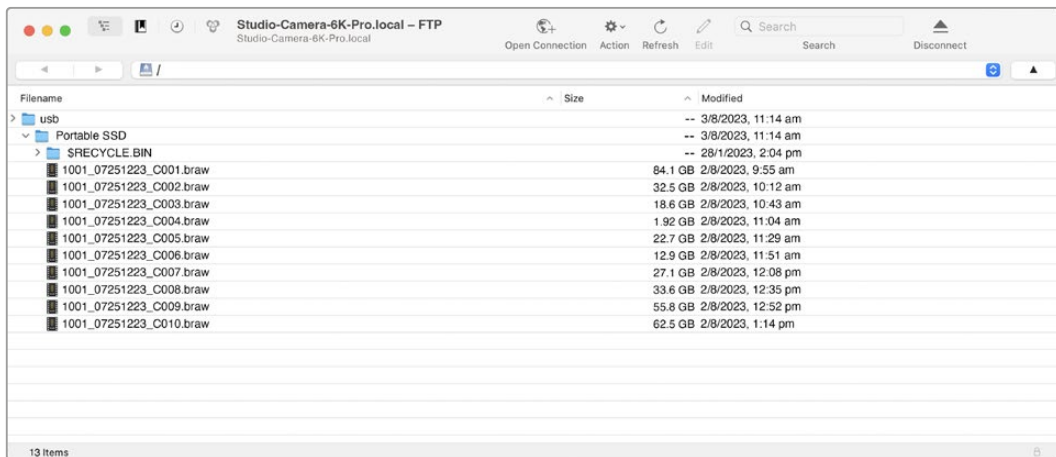 Studio-Camera-6K-Pro.local – FTP
Studio-Camera-6K-Pro.local
Open Connection Action Refresh Edit Search Disconnect
Search
/
Filename Size Modified
usb -- 3/8/2023, 11:14 am
Portable SSD -- 3/8/2023, 11:14 am
$RECYCLE.BIN -- 28/1/2023, 2:04 pm
1001_07251223_C001.braw 84.1 GB 2/8/2023, 9:55 am
1001_07251223_C002.braw 32.5 GB 2/8/2023, 10:12 am
1001_07251223_C003.braw 18.6 GB 2/8/2023, 10:43 am
1001_07251223_C004.braw 1.92 GB 2/8/2023, 11:04 am
1001_07251223_C005.braw 22.7 GB 2/8/2023, 11:29 am
1001_07251223_C006.braw 12.9 GB 2/8/2023, 11:51 am
1001_07251223_C007.braw 27.1 GB 2/8/2023, 12:08 pm
1001_07251223_C008.braw 33.6 GB 2/8/2023, 12:35 pm
1001_07251223_C009.braw 55.8 GB 2/8/2023, 12:52 pm
1001_07251223_C010.braw 62.5 GB 2/8/2023, 1:14 pm
13 Items